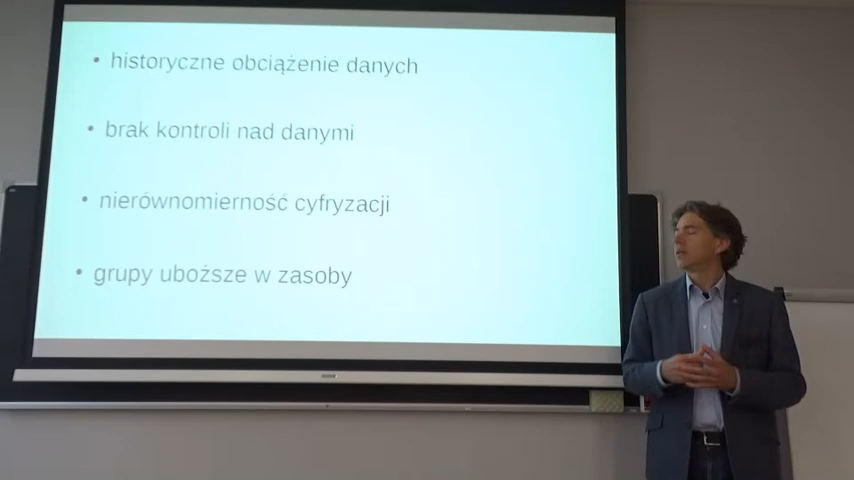 • historyczne obciążenie danych
• brak kontroli nad danymi
• nierównomierność cyfryzacji
• grupy uboższe w zasoby